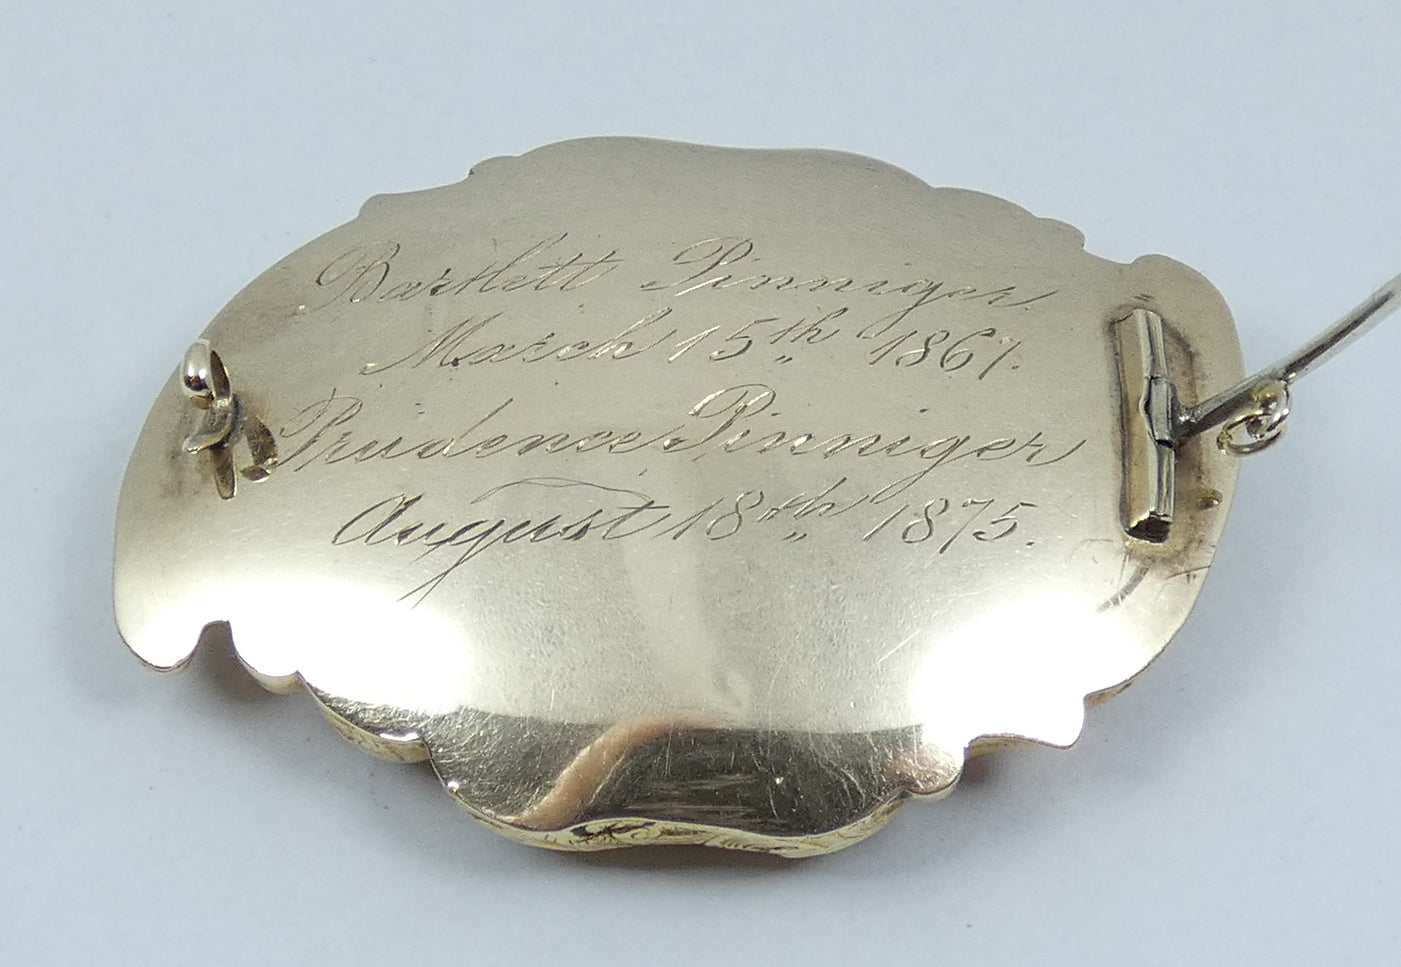 Bartlett Pinniger
March 15th 1867.
Prudence Pinniger
August 18th 1875.